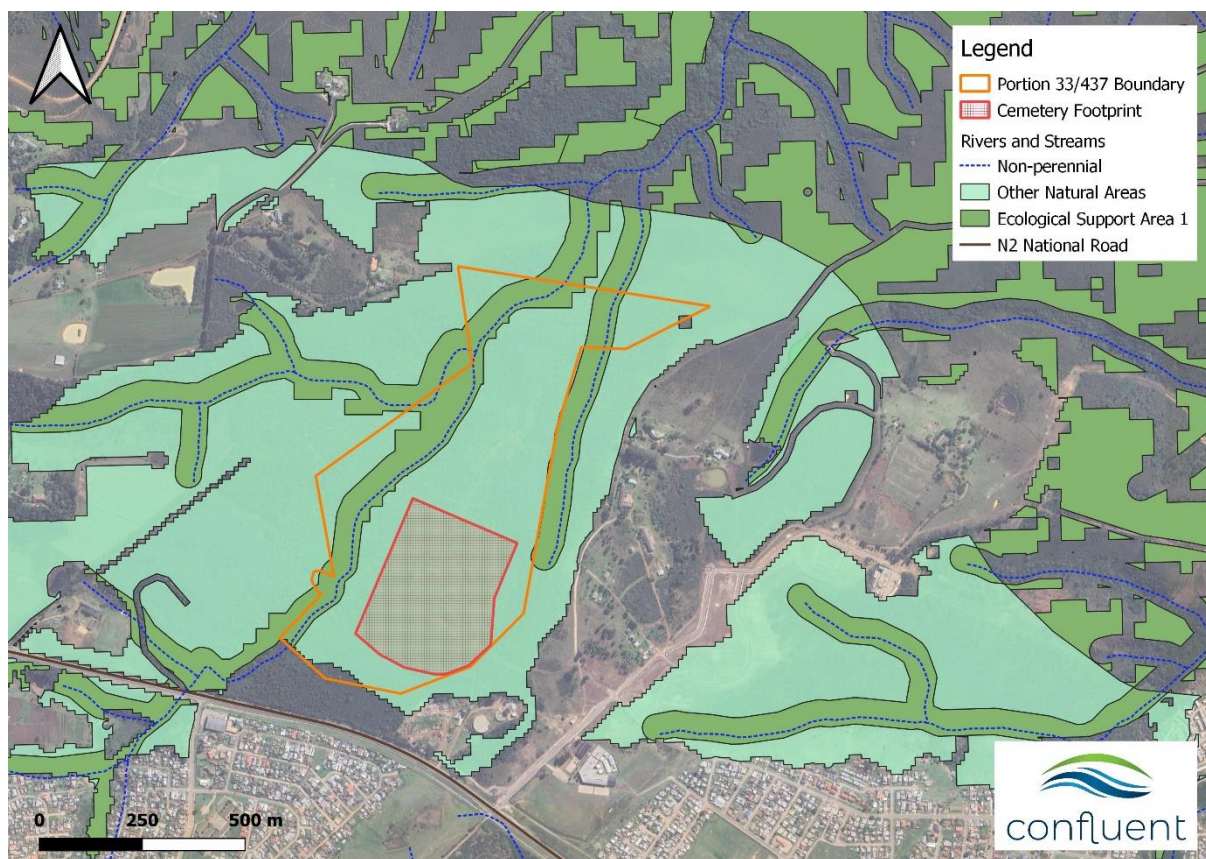 Legend
Portion 33/437 Boundary
Cemetery Footprint
Rivers and Streams
Non-perennial
Other Natural Areas
Ecological Support Area 1
N2 National Road
0 250 500 m
confluent